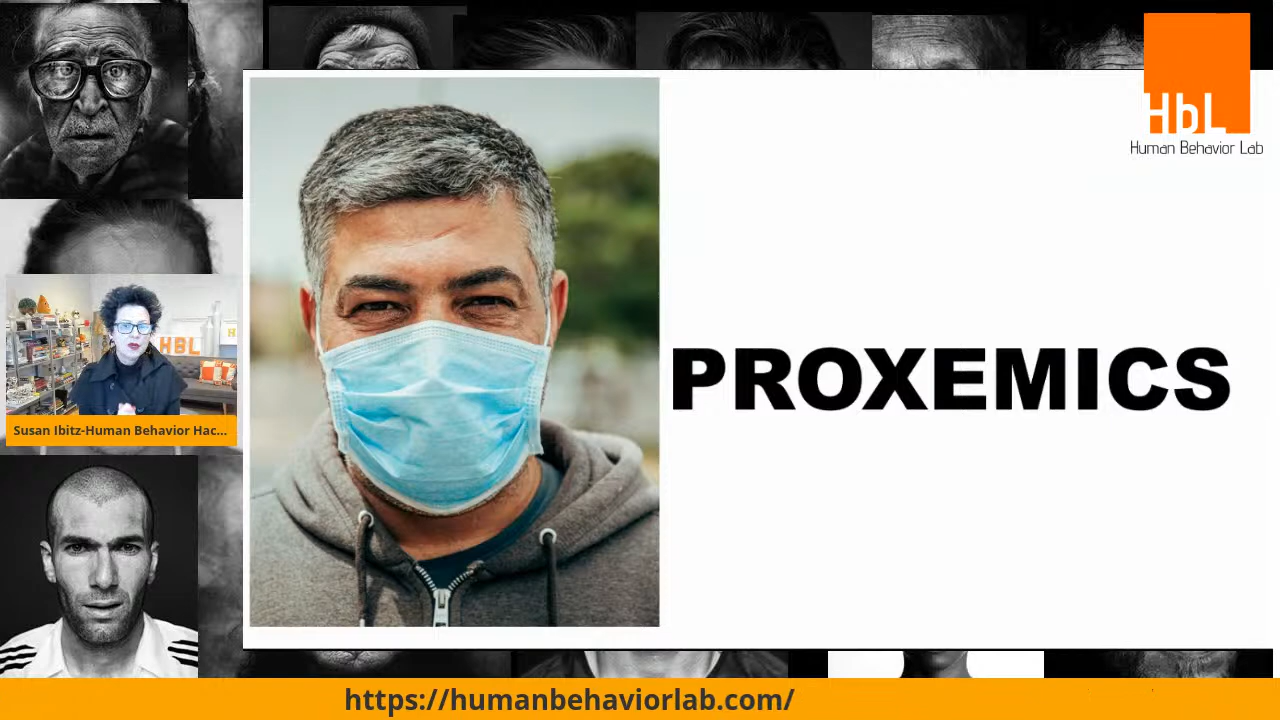 HbL
Human Behavior Lab
PROXEMICS
HBL
Susan Ibitz-Human Behavior Hac...
https://humanbehaviorlab.com/